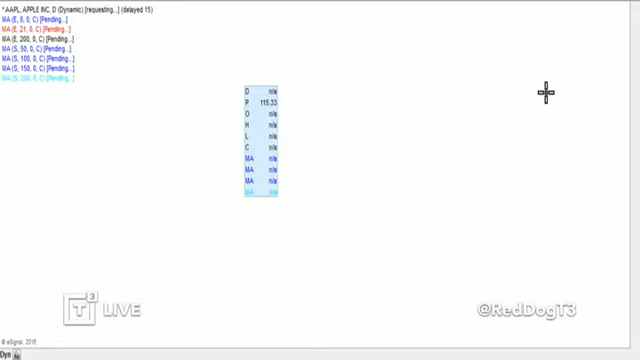 *AAPL, APPLE INC, D (Dynamic) [requesting...] (delayed 15)
MA (E, 8, 0, C) [Pending...]
MA (E, 21, 0, C) [Pending...]
MA (E, 200, 0, C) [Pending...]
MA (S, 50, 0, C) [Pending...]
MA (S, 100, 0, C) [Pending...]
MA (S, 150, 0, C) [Pending...]
MA (S, 200, 0, C) [Pending...]
D n/a
P 115.33
O n/a
H n/a
L n/a
C n/a
MA n/a
MA n/a
MA n/a
MA n/a
T3 LIVE
@RedDogT3
© eSignal, 2016
Dyn